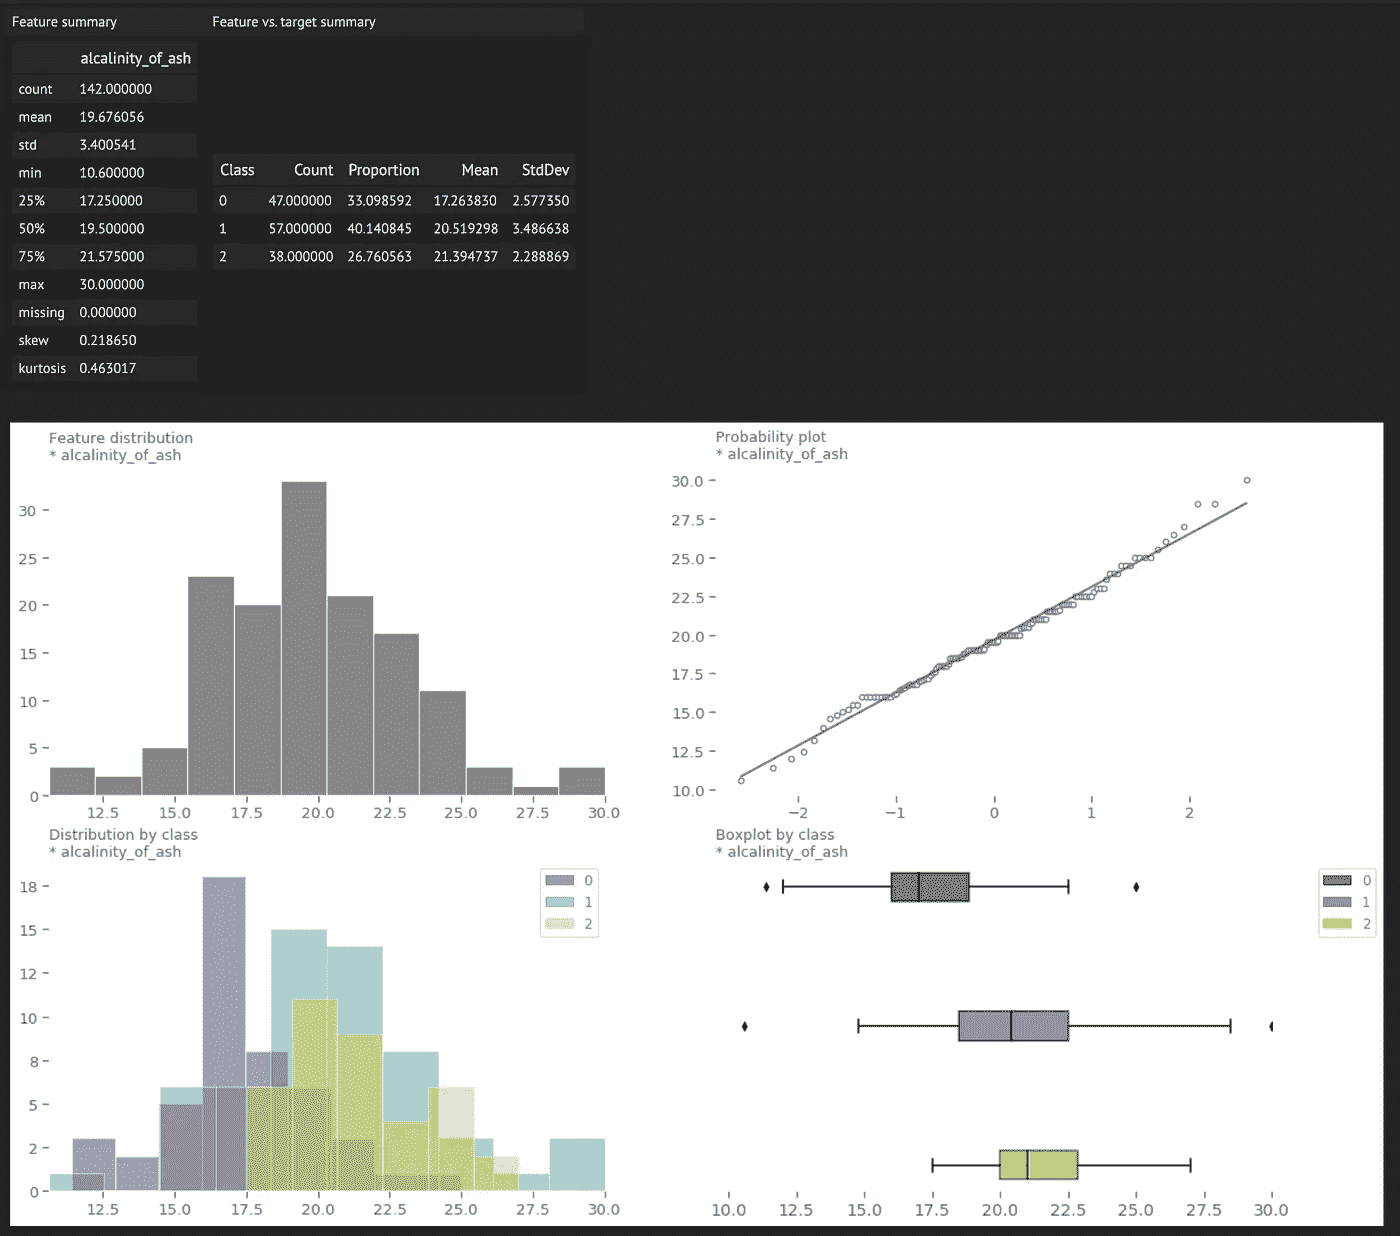 Feature summary
Feature vs. target summary
alcalinity_of_ash
count 142.000000
mean 19.676056
std 3.400541
min 10.600000
25% 17.250000
50% 19.500000
75% 21.575000
max 30.000000
missing 0.000000
skew 0.218650
kurtosis 0.463017
Class Count Proportion Mean StdDev
0 47.000000 33.098592 17.263830 2.577350
1 57.000000 40.140845 20.519298 3.486638
2 38.000000 26.760563 21.394737 2.288869
Feature distribution
* alcalinity_of_ash
30
25
20
15
10
5
0
12.5 15.0 17.5 20.0 22.5 25.0 27.5 30.0
Probability plot
* alcalinity_of_ash
30.0
27.5
25.0
22.5
20.0
17.5
15.0
12.5
10.0
−2 −1 0 1 2
Distribution by class
* alcalinity_of_ash
0
1
2
18
15
12
10
8
5
2
0
12.5 15.0 17.5 20.0 22.5 25.0 27.5 30.0
Boxplot by class
* alcalinity_of_ash
0
1
2
10.0 12.5 15.0 17.5 20.0 22.5 25.0 27.5 30.0